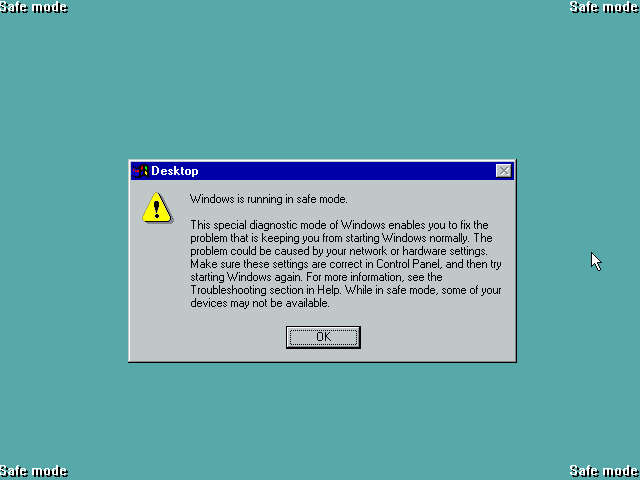 Safe mode
Safe mode
Desktop
Windows is running in safe mode.
This special diagnostic mode of Windows enables you to fix the
problem that is keeping you from starting Windows normally. The
problem could be caused by your network or hardware settings.
Make sure these settings are correct in Control Panel, and then try
starting Windows again. For more information, see the
Troubleshooting section in Help. While in safe mode, some of your
devices may not be available.
OK
Safe mode
Safe mode